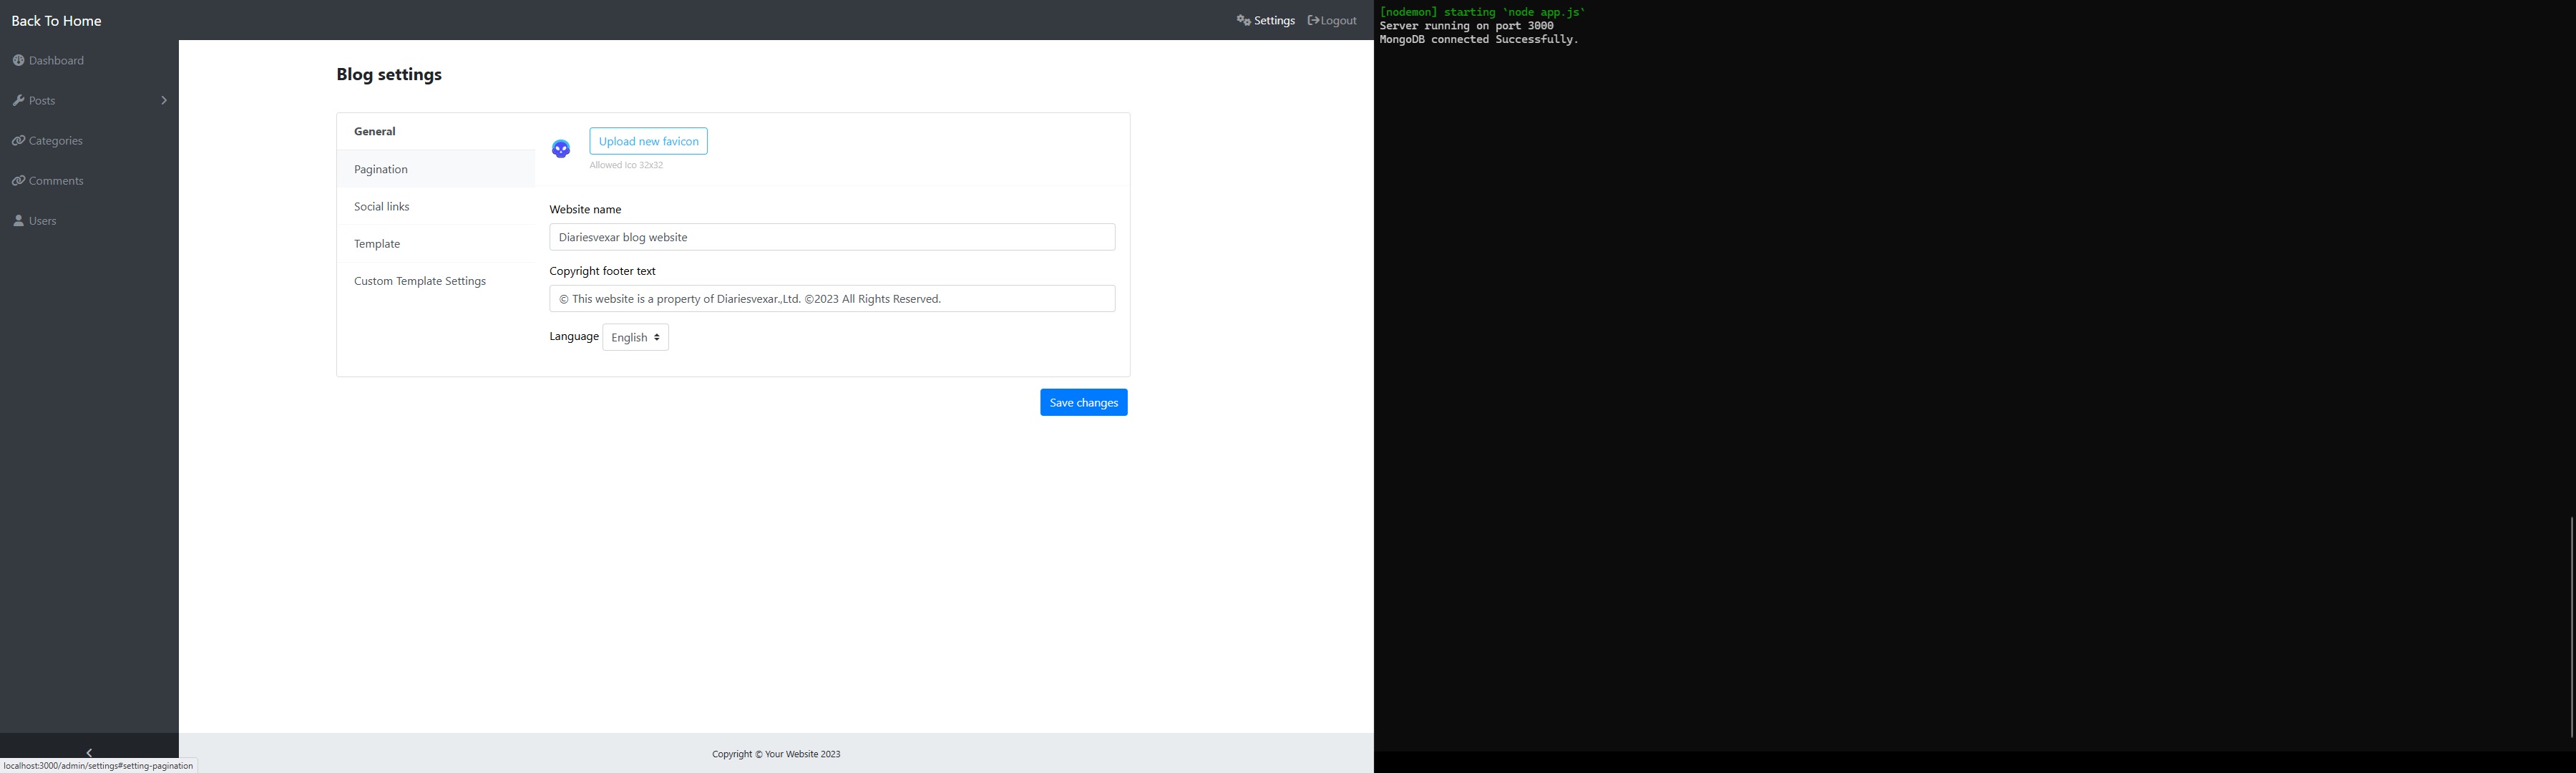 Back To Home
Settings
Logout
Dashboard
Posts
Categories
Comments
Users
Blog settings
General
Pagination
Social links
Template
Custom Template Settings
Upload new favicon
Allowed Ico 32x32
Website name
Diariesvexar blog website
Copyright footer text
© This website is a property of Diariesvexar.,Ltd. ©2023 All Rights Reserved.
Language English
Save changes
Copyright © Your Website 2023
localhost:3000/admin/settings#setting-pagination
[nodemon] starting `node app.js`
Server running on port 3000
MongoDB connected Successfully.